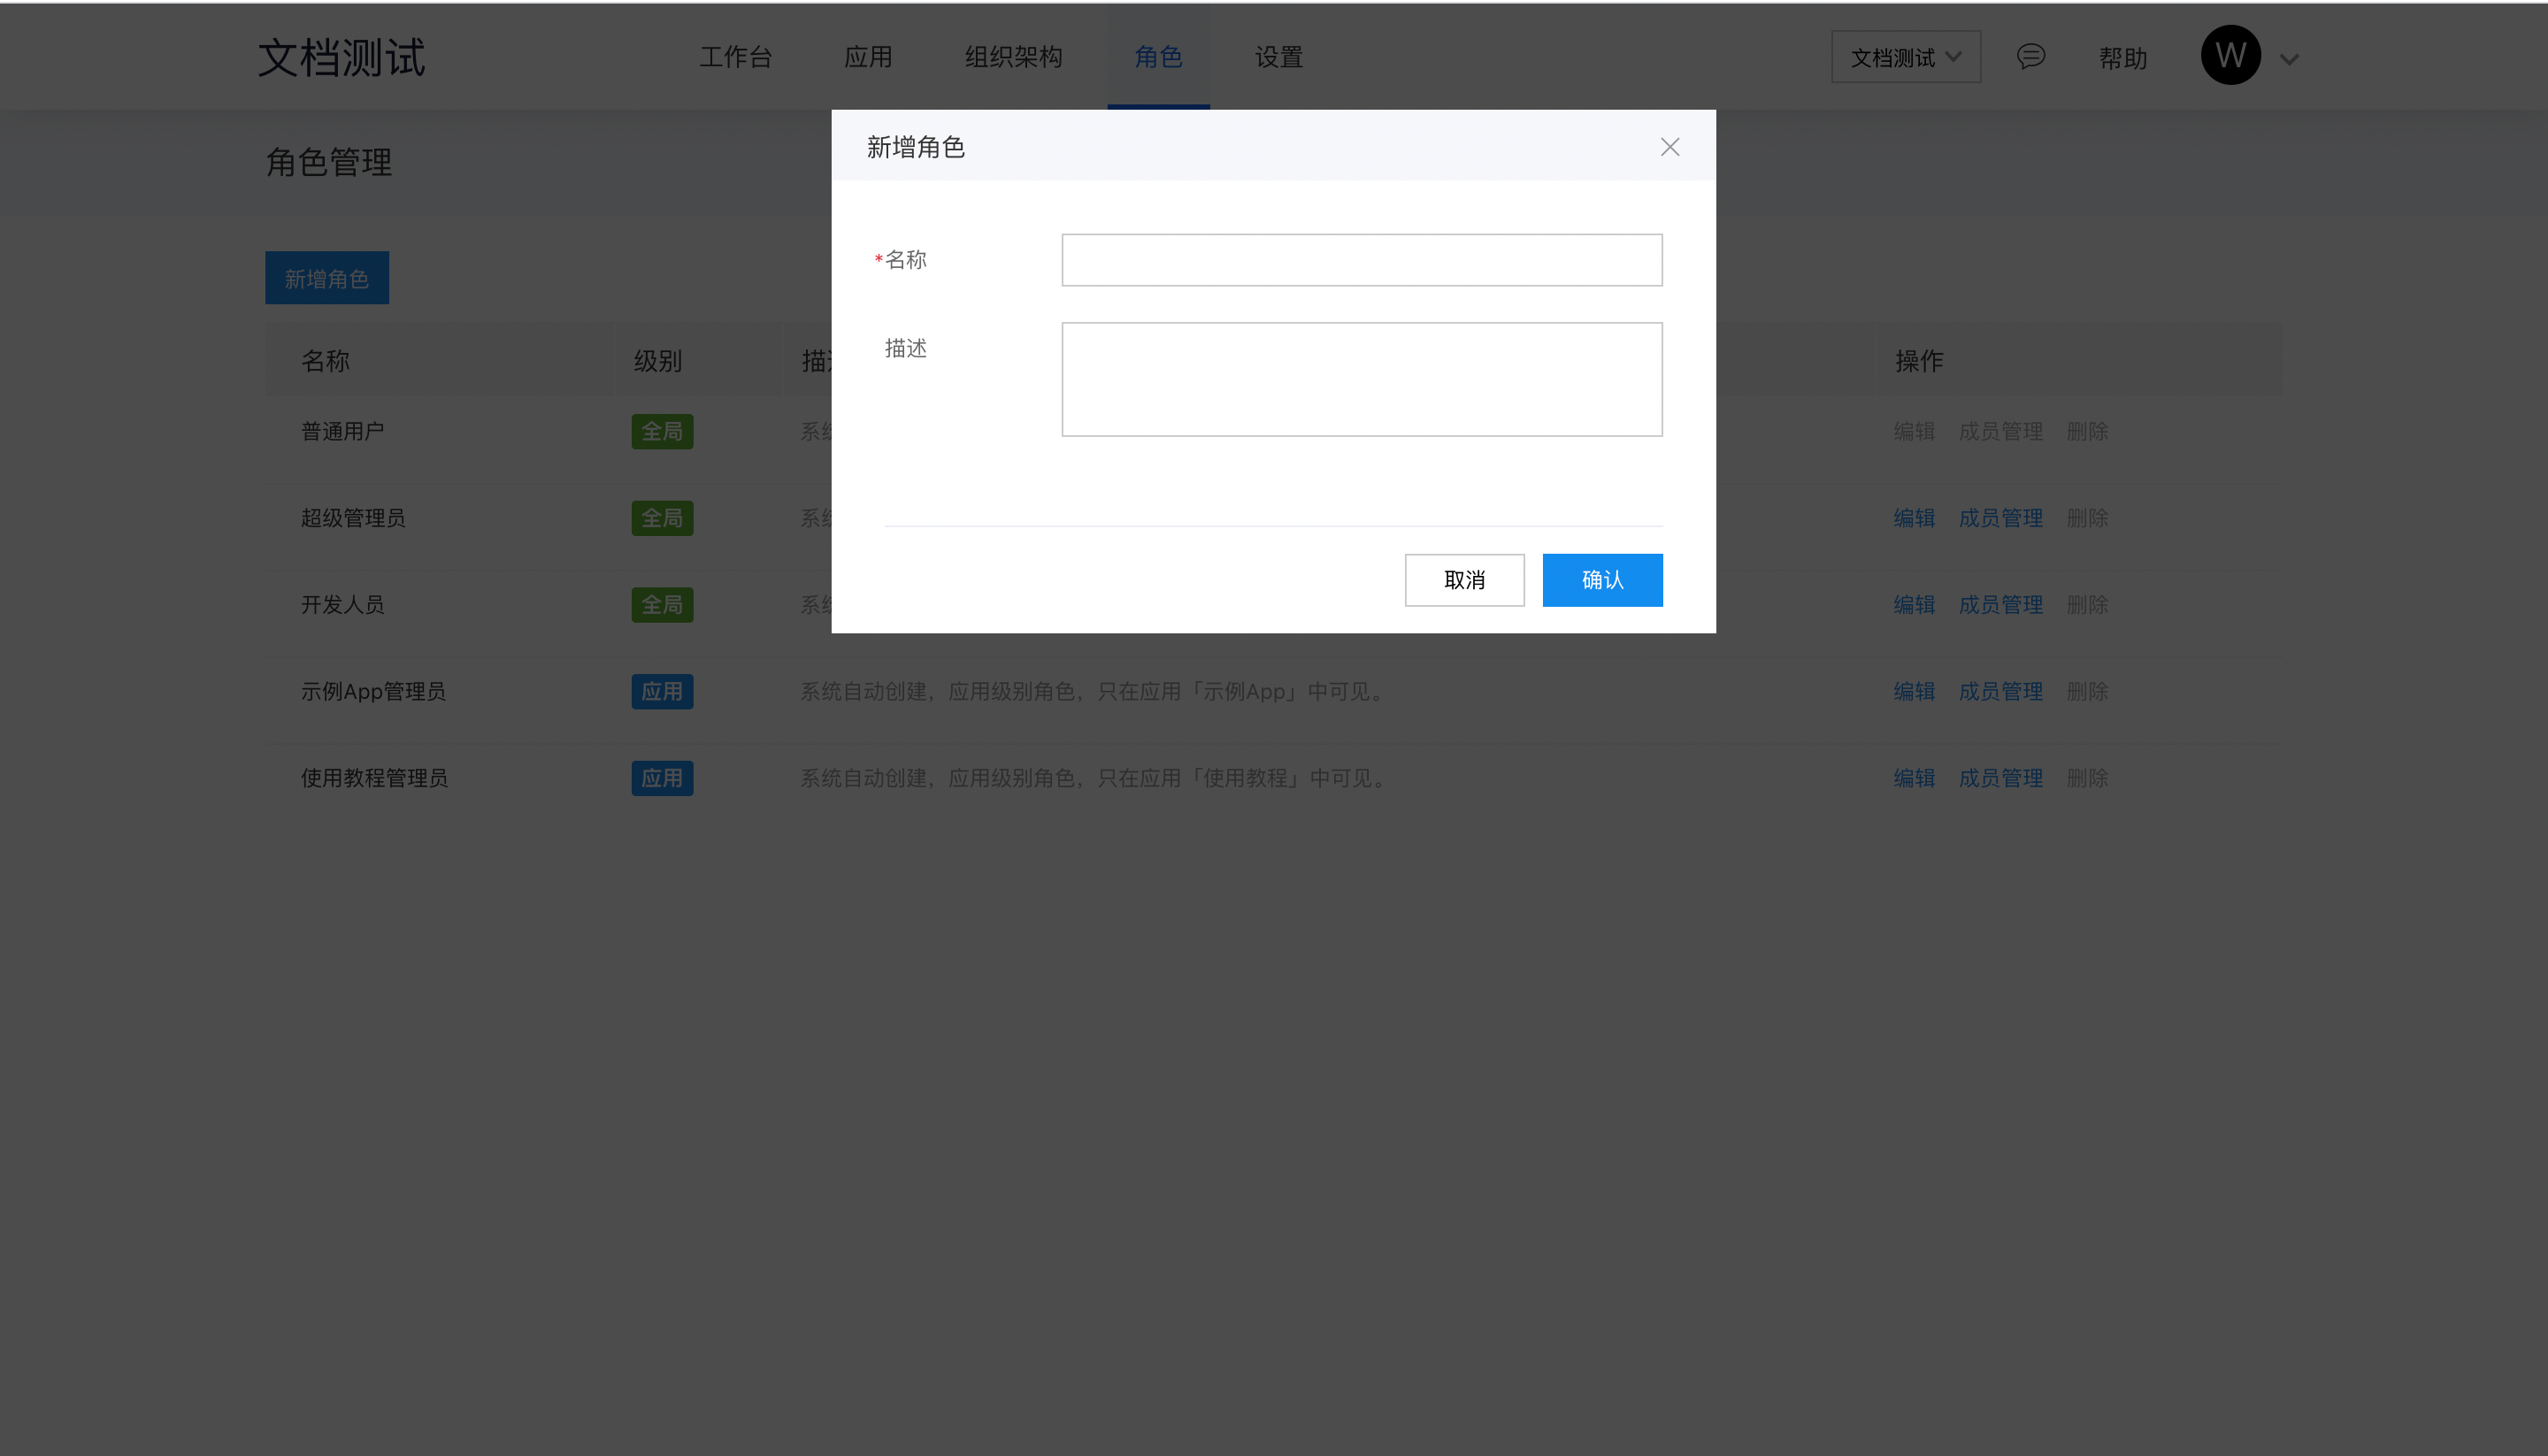 文档测试 工作台 应用 组织架构 角色 设置 文档测试 帮助 W
角色管理
新增角色
名称 级别 操作
普通用户 全局 编辑 成员管理 删除
超级管理员 全局 编辑 成员管理 删除
开发人员 全局 编辑 成员管理 删除
示例App管理员 应用 系统自动创建，应用级别角色，只在应用「示例App」中可见。 编辑 成员管理 删除
使用教程管理员 应用 系统自动创建，应用级别角色，只在应用「使用教程」中可见。 编辑 成员管理 删除
新增角色
*名称
描述
取消 确认